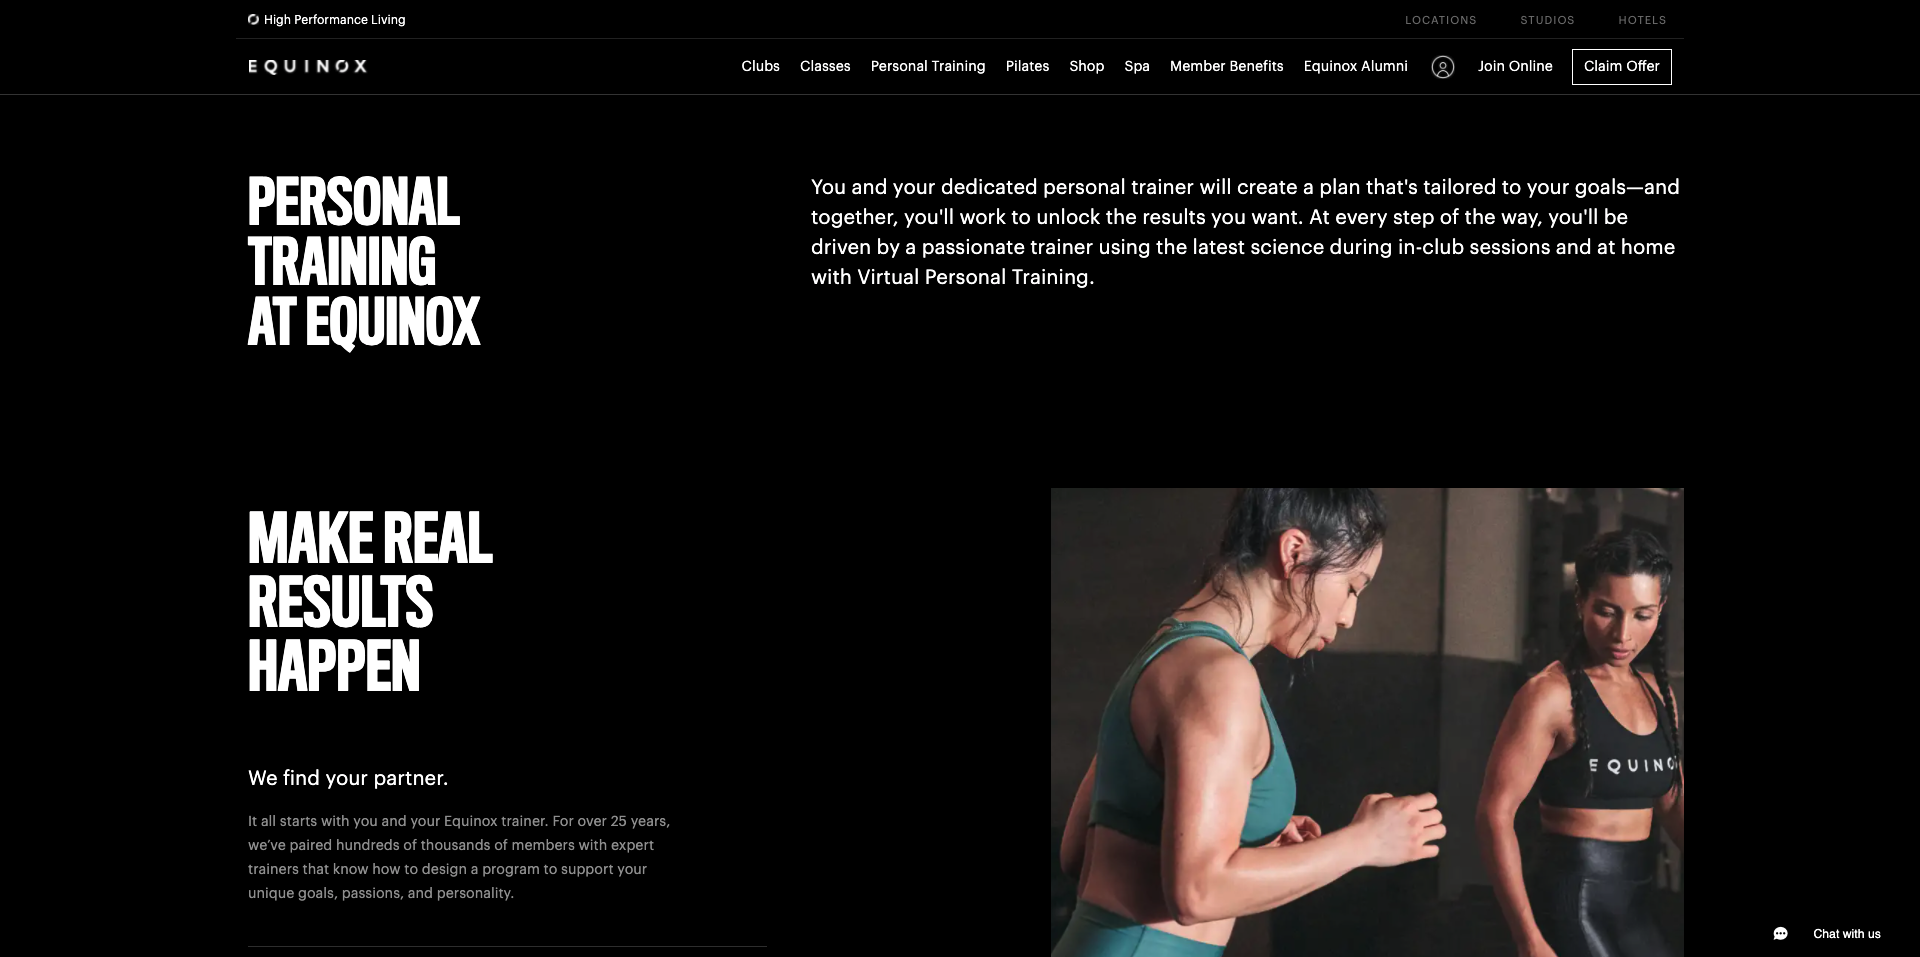 High Performance Living
LOCATIONS STUDIOS HOTELS
EQUINOX
Clubs Classes Personal Training Pilates Shop Spa Member Benefits Equinox Alumni Join Online Claim Offer
PERSONAL
TRAINING
AT EQUINOX
You and your dedicated personal trainer will create a plan that's tailored to your goals—and
together, you'll work to unlock the results you want. At every step of the way, you'll be
driven by a passionate trainer using the latest science during in-club sessions and at home
with Virtual Personal Training.
MAKE REAL
RESULTS
HAPPEN
We find your partner.
It all starts with you and your Equinox trainer. For over 25 years,
we’ve paired hundreds of thousands of members with expert
trainers that know how to design a program to support your
unique goals, passions, and personality.
EQUINO
Chat with us